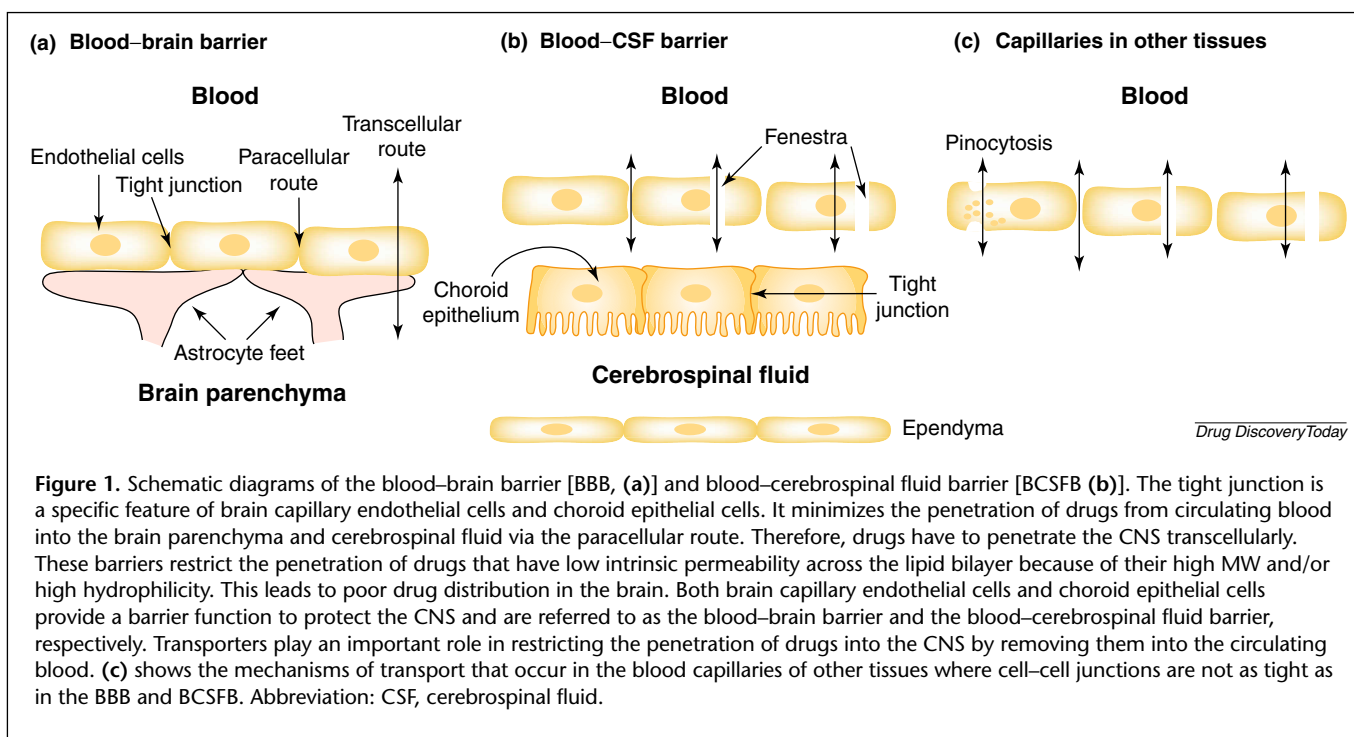 (a) Blood–brain barrier
Blood
Endothelial cells
Tight junction
Paracellular
route
Transcellular
route
Astrocyte feet
Brain parenchyma
(b) Blood–CSF barrier
Blood
Fenestra
Choroid
epithelium
Tight
junction
Cerebrospinal fluid
Ependyma
(c) Capillaries in other tissues
Blood
Pinocytosis
Drug Discovery Today
Figure 1. Schematic diagrams of the blood–brain barrier [BBB, (a)] and blood–cerebrospinal fluid barrier [BCSFB (b)]. The tight junction is
a specific feature of brain capillary endothelial cells and choroid epithelial cells. It minimizes the penetration of drugs from circulating blood
into the brain parenchyma and cerebrospinal fluid via the paracellular route. Therefore, drugs have to penetrate the CNS transcellularly.
These barriers restrict the penetration of drugs that have low intrinsic permeability across the lipid bilayer because of their high MW and/or
high hydrophilicity. This leads to poor drug distribution in the brain. Both brain capillary endothelial cells and choroid epithelial cells
provide a barrier function to protect the CNS and are referred to as the blood–brain barrier and the blood–cerebrospinal fluid barrier,
respectively. Transporters play an important role in restricting the penetration of drugs into the CNS by removing them into the circulating
blood. (c) shows the mechanisms of transport that occur in the blood capillaries of other tissues where cell–cell junctions are not as tight as
in the BBB and BCSFB. Abbreviation: CSF, cerebrospinal fluid.